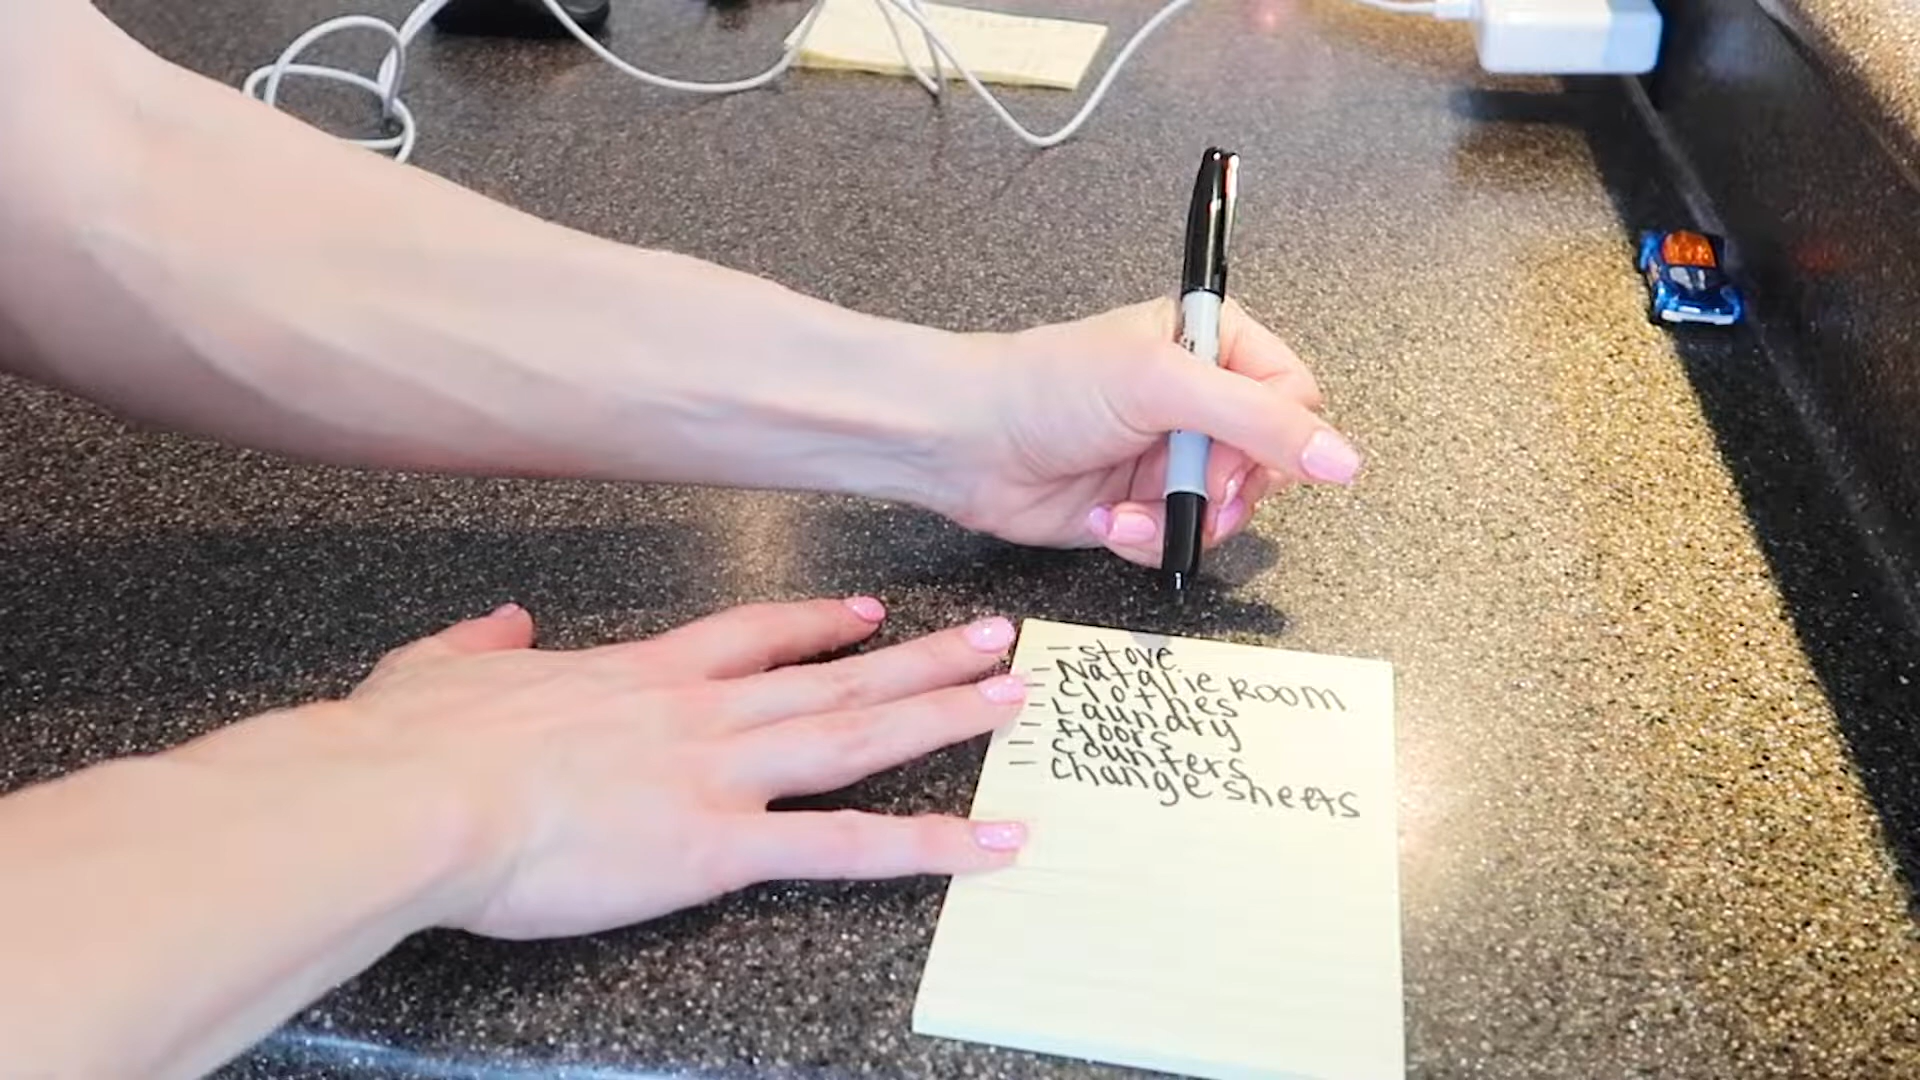 - Stove
- Natalie Room
- Clothes
- Laundry
- floors
- counters
- Change sheets